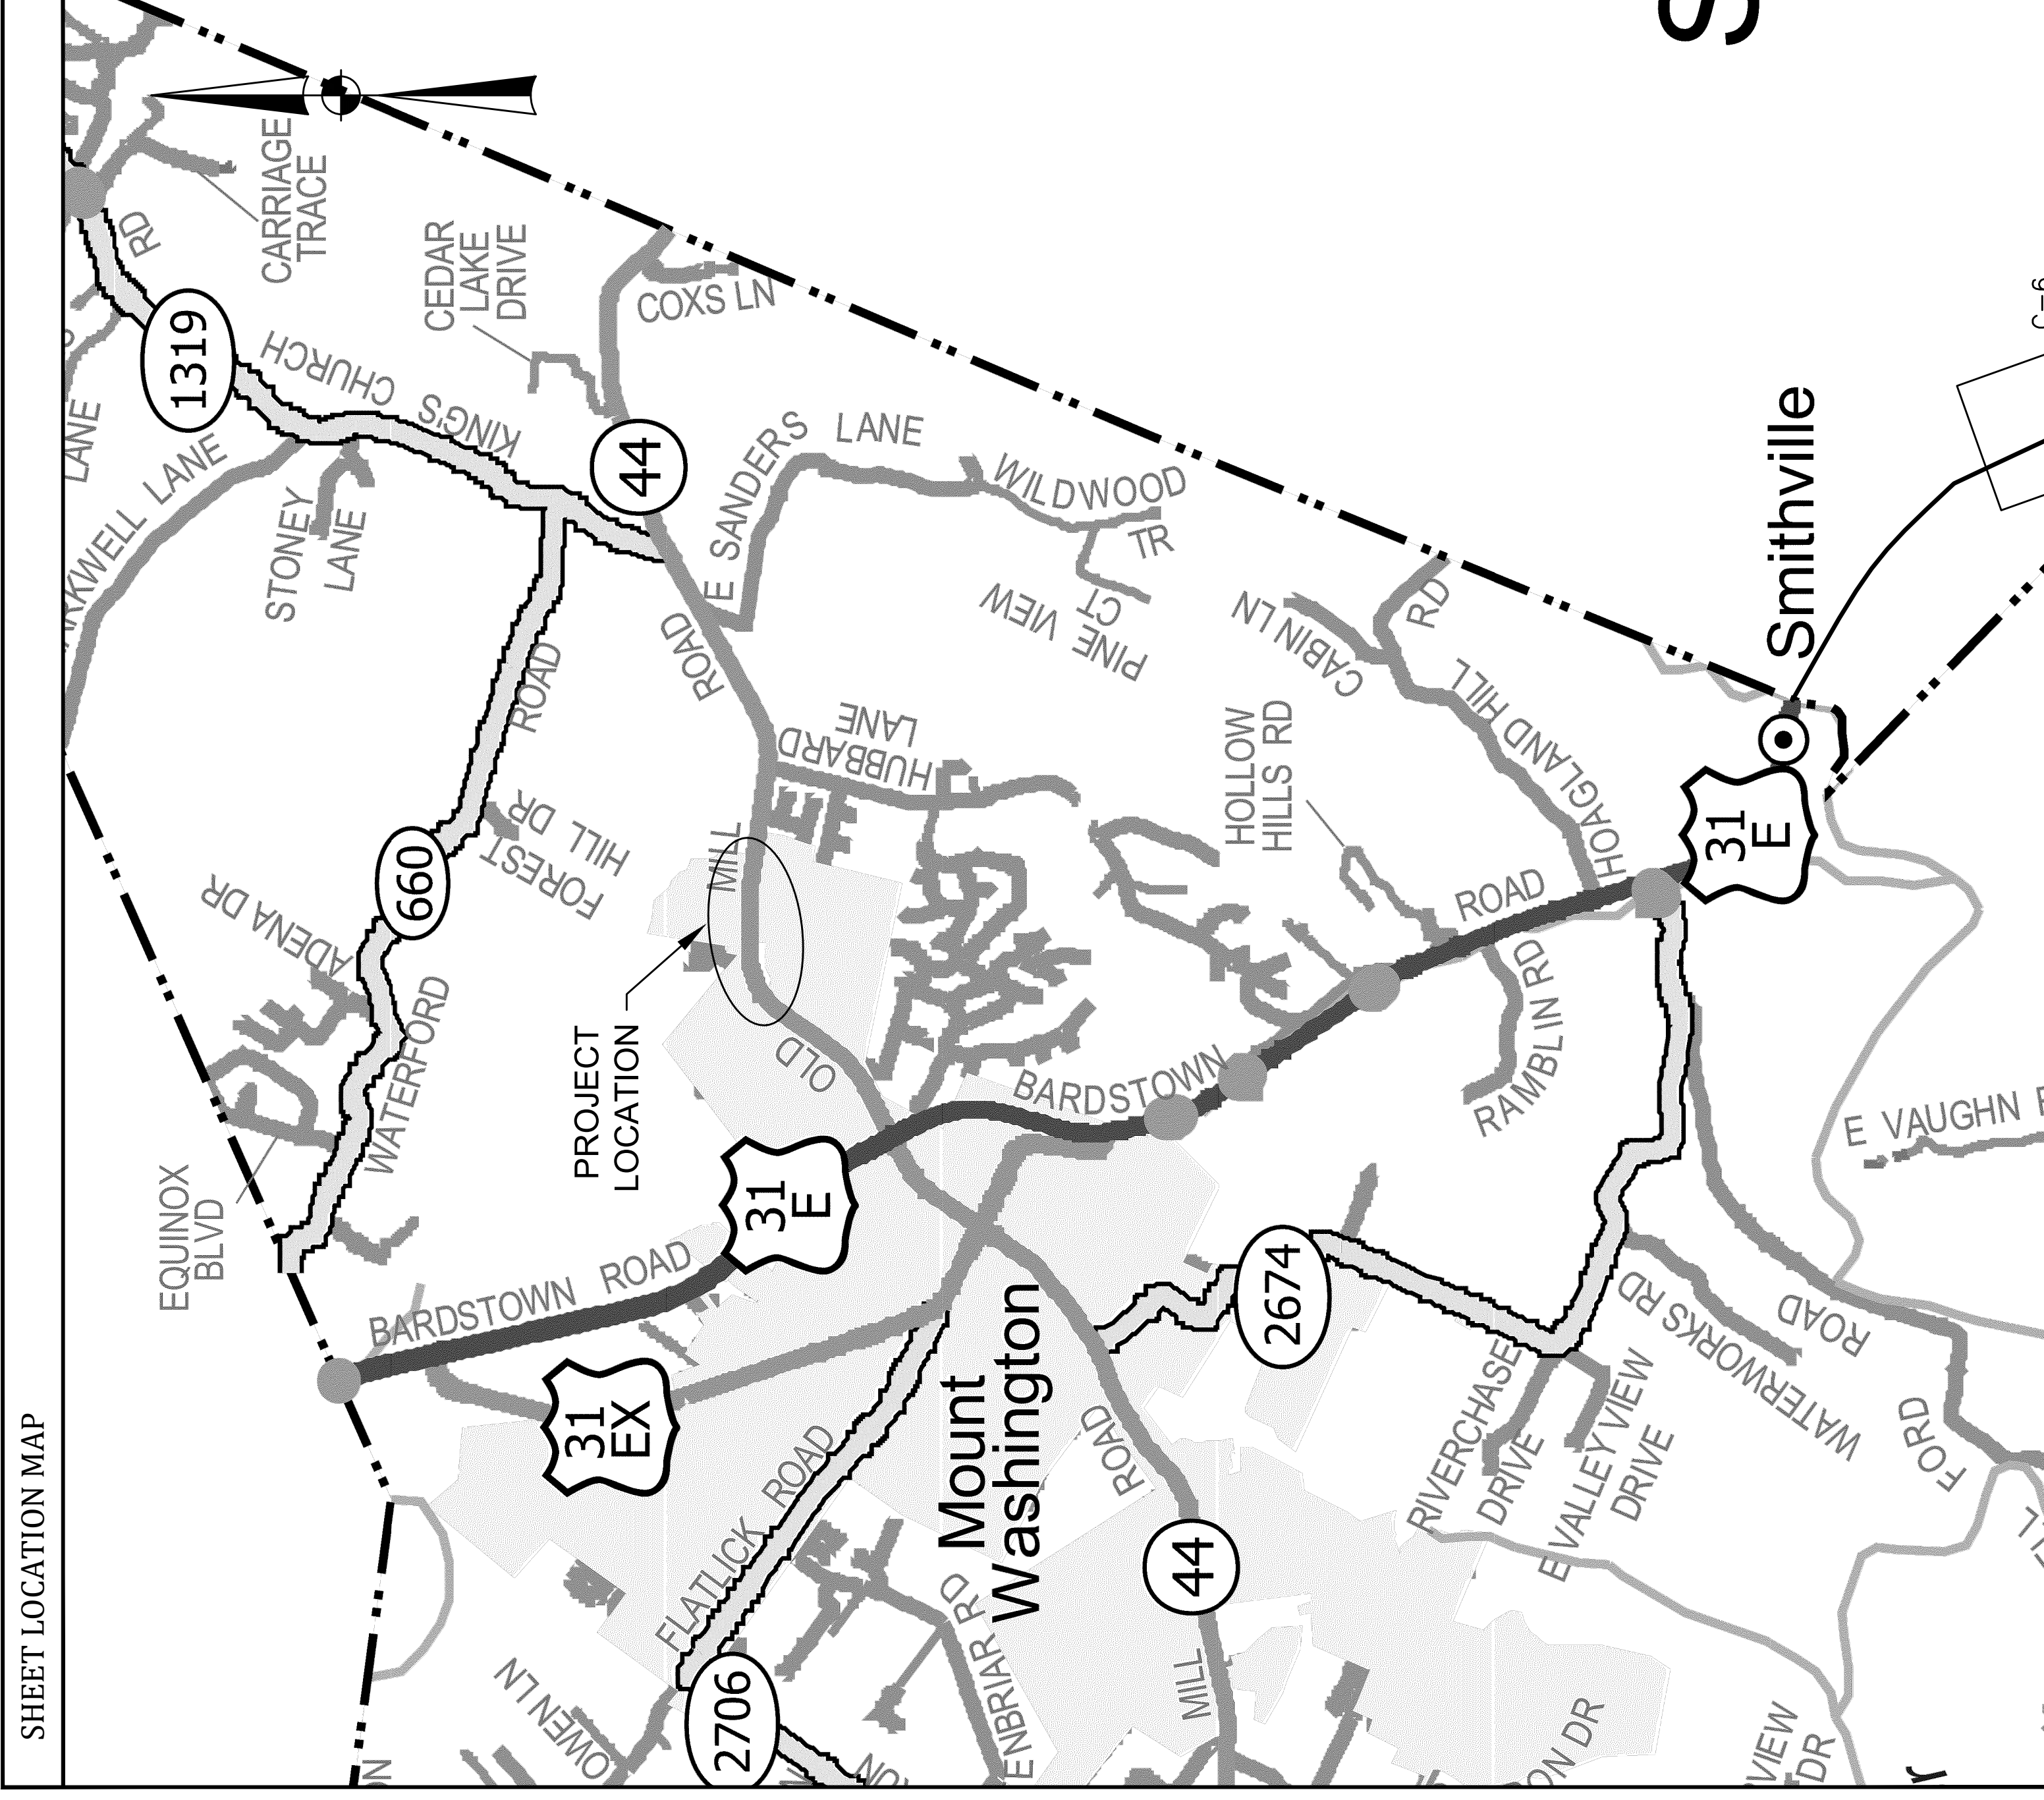 SHEET LOCATION MAP
1319
RD
CARRIAGE
TRACE
CEDAR
LAKE
DRIVE
COXS LN
LANE
KING'S CHURCH
LANE
STONEY
LANE
44
E SANDERS LANE
WILDWOOD
TR
PINE VIEW
CT
ROAD
ROAD
HUBBARD
LANE
CABIN LN
HOAGLAND HILL
RD
HOLLOW
HILLS RD
Smithville
31
E
660
FOREST
HILL DR
ADENA DR
WATERFORD
EQUINOX
BLVD
MILL
OLD
PROJECT
LOCATION
BARDSTOWN
ROAD
RAMBLIN RD
BARDSTOWN ROAD
31
E
31
EX
FLATLICK ROAD
2706
Mount
Washington
2674
ROAD
44
MILL
RIVERCHASE
DRIVE
E VALLEY VIEW
DRIVE
WATERWORKS RD
ROAD
FORD
E VAUGHN
OWEN LN
VIEW
DR